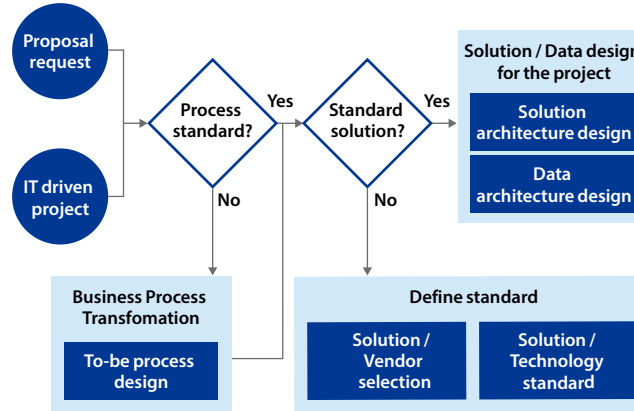 Proposal
request
IT driven
project
Process
standard?
Yes
No
Standard
solution?
Yes
No
Solution / Data design
for the project
Solution
architecture design
Data
architecture design
Business Process
Transfomation
To-be process
design
Define standard
Solution /
Vendor
selection
Solution /
Technology
standard